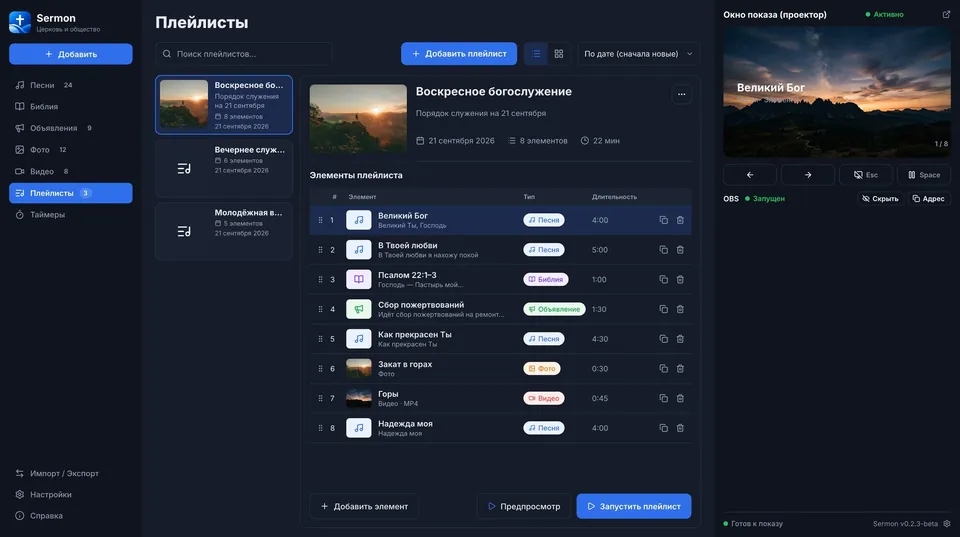 Sermon
Церковь и общество
Добавить
Песни 24
Библия
Объявления 9
Фото 12
Видео 8
Плейлисты 3
Таймеры
Импорт / Экспорт
Настройки
Справка
Плейлисты
Поиск плейлистов...
Добавить плейлист
По дате (сначала новые)
Воскресное бо...
Порядок служения
на 21 сентября
8 элементов
21 сентября 2026
Вечернее служ...
6 элементов
21 сентября 2026
Молодёжная в...
5 элементов
21 сентября 2026
Воскресное богослужение
Порядок служения на 21 сентября
21 сентября 2026 8 элементов 22 мин
Элементы плейлиста
# Элемент Тип Длительность
1 Великий Бог Песня 4:00
Великий Ты, Господь
2 В Твоей любви Песня 5:00
В Твоей любви я нахожу покой
3 Псалом 22:1–3 Библия 1:00
Господь — Пастырь мой...
4 Сбор пожертвований Объявление 1:30
Идёт сбор пожертвований на ремонт...
5 Как прекрасен Ты Песня 4:30
Как прекрасен Ты
6 Закат в горах Фото 0:30
Фото
7 Горы Видео 0:45
Видео · MP4
8 Надежда моя Песня 4:00
Надежда моя
Добавить элемент
Предпросмотр
Запустить плейлист
Окно показа (проектор) Активно
Великий Бог
1 / 8
Esc
Space
OBS Запущен Скрыть Адрес
Готов к показу Sermon v0.2.3-beta